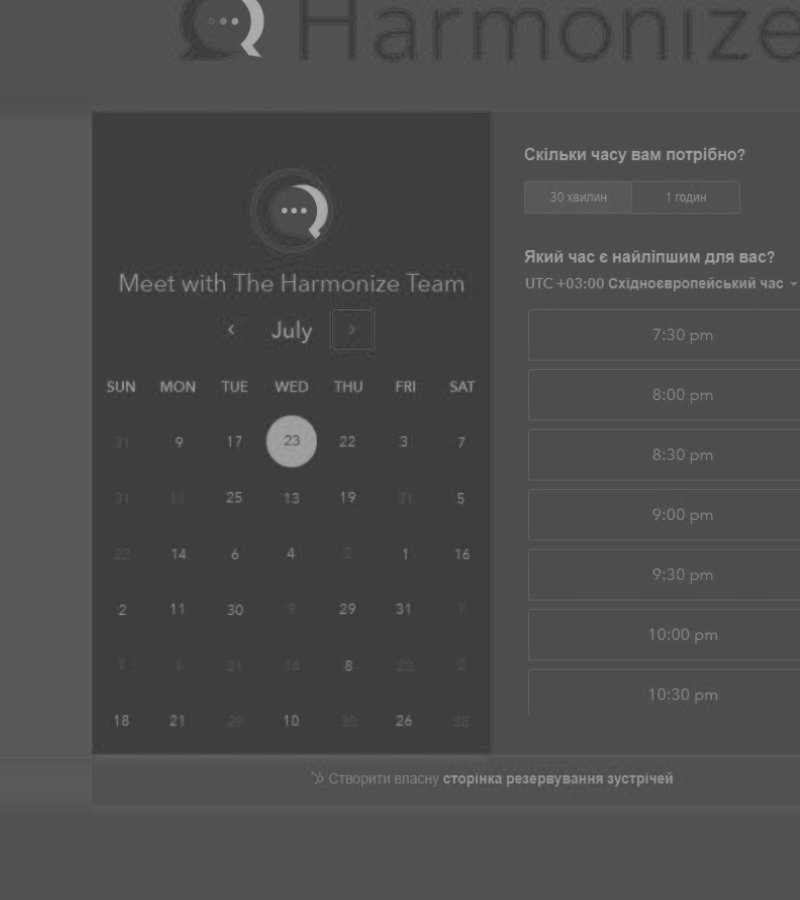 Harmonize
Meet with The Harmonize Team
July
SUN MON TUE WED THU FRI SAT
31 9 17 23 22 3 7
31 11 25 13 19 31 5
22 14 6 4 2 1 16
2 11 30 9 29 31
21 16 8 22 2
18 21 29 10 30 26
Скільки часу вам потрібно?
30 хвилин 1 годин
Який час є найліпшим для вас?
UTC +03:00 Східноєвропейський час
7:30 pm
8:00 pm
8:30 pm
9:00 pm
9:30 pm
10:00 pm
10:30 pm
Створити власну сторінка резервування зустрічей